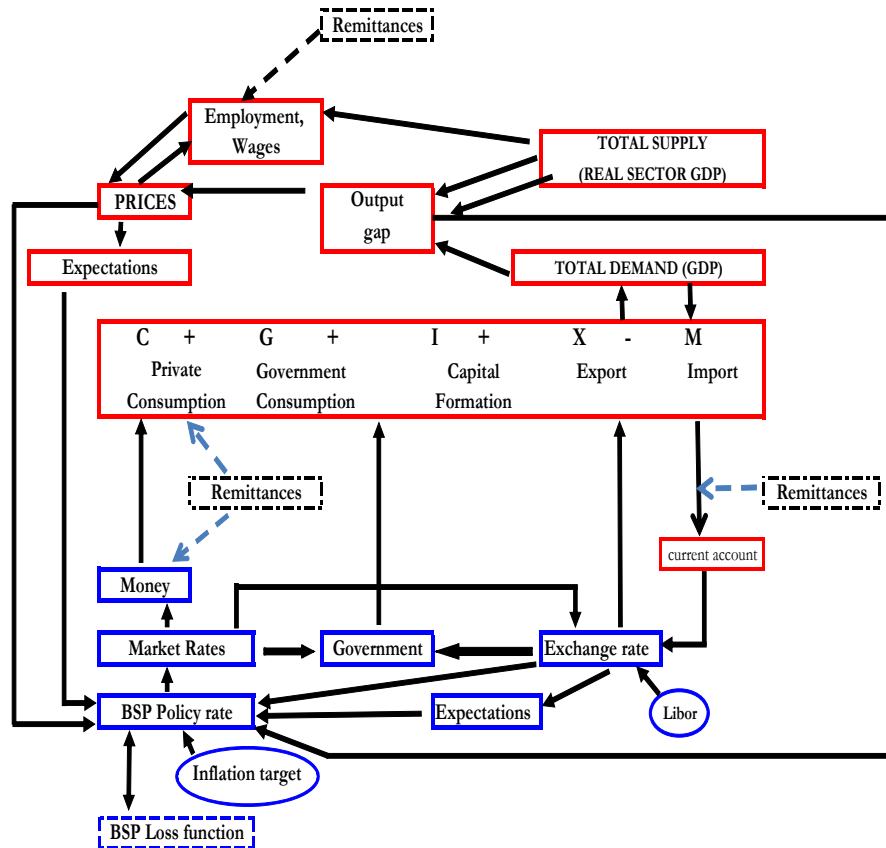 Remittances
Employment,
Wages
TOTAL SUPPLY
(REAL SECTOR GDP)
PRICES
Output
gap
Expectations
TOTAL DEMAND (GDP)
C + G + I + X - M
Private Government Capital Export Import
Consumption Consumption Formation
Remittances
Remittances
current account
Money
Market Rates
Government
Exchange rate
BSP Policy rate
Expectations
Libor
Inflation target
BSP Loss function